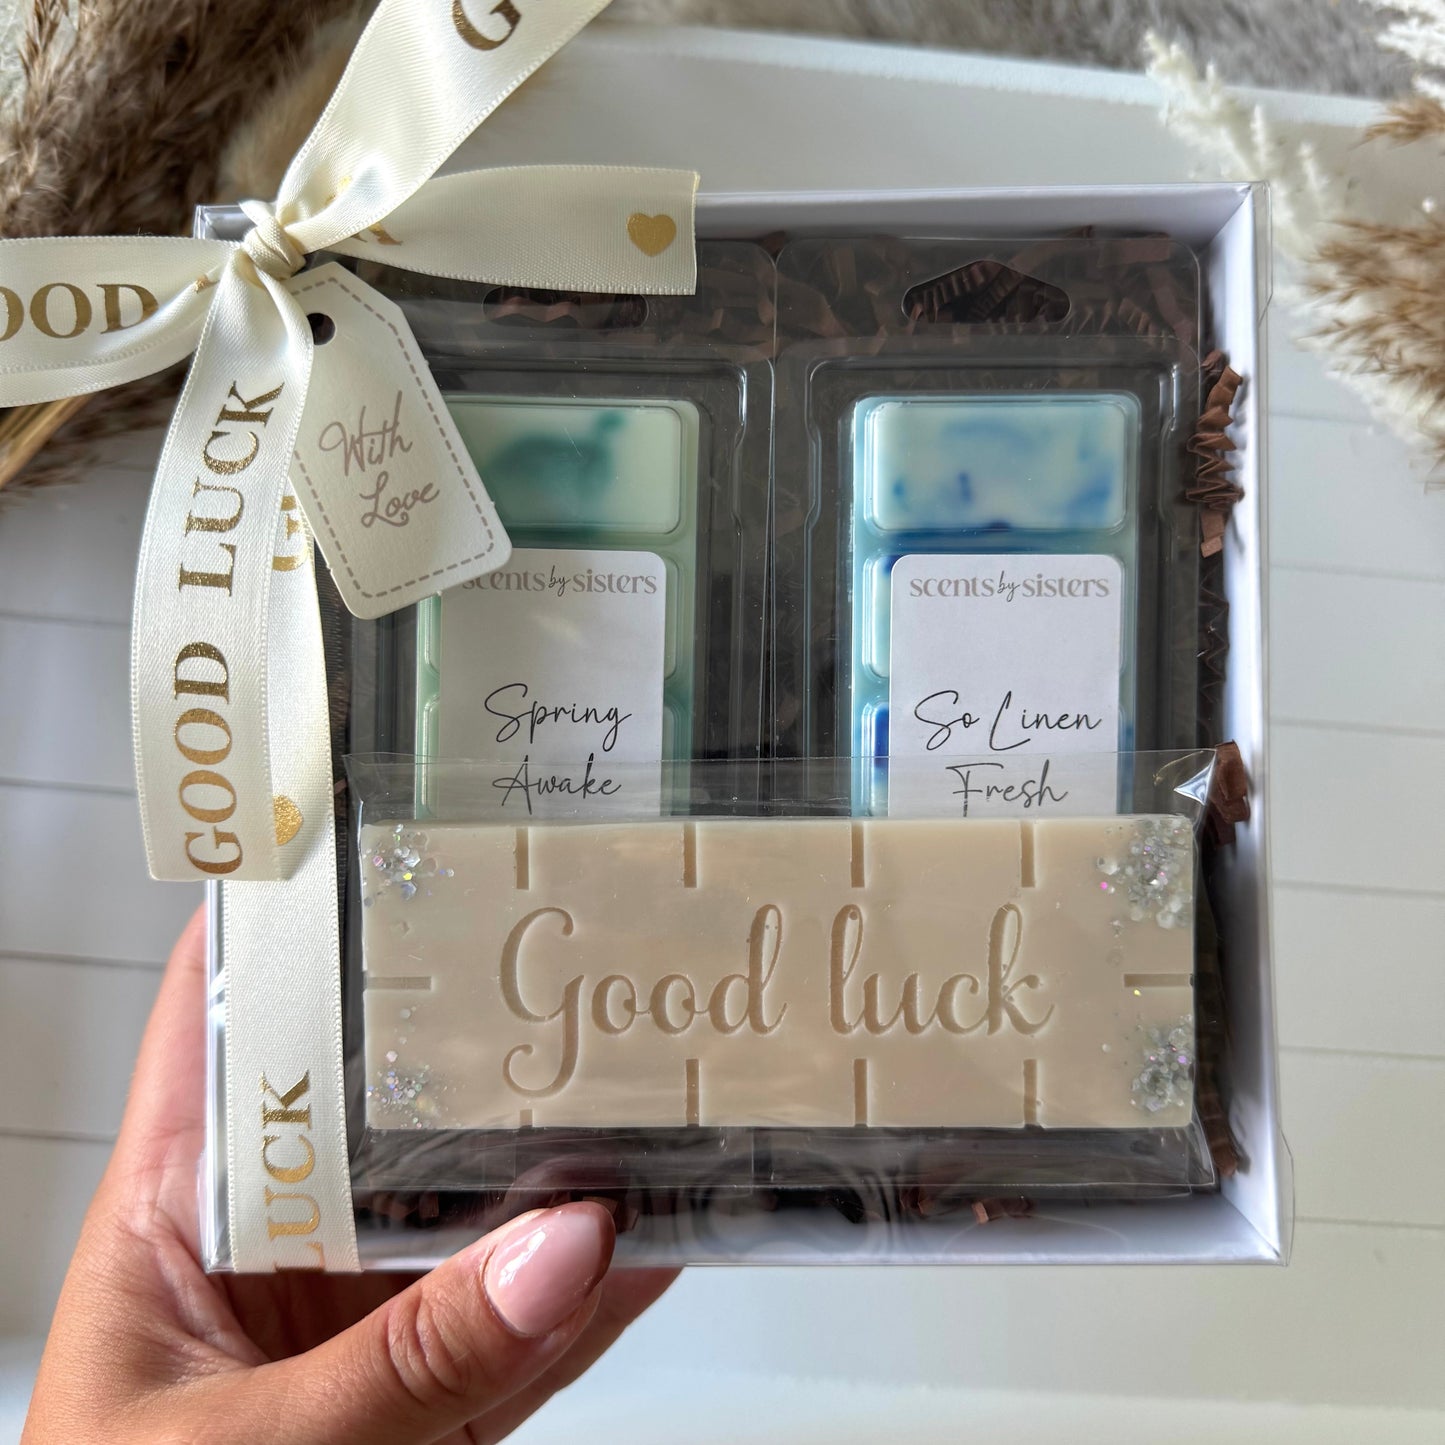 GOOD
GOOD LUCK
With
Love
scents by sisters
Spring
Awake
scents by sisters
So Linen
Fresh
Good luck
LUCK